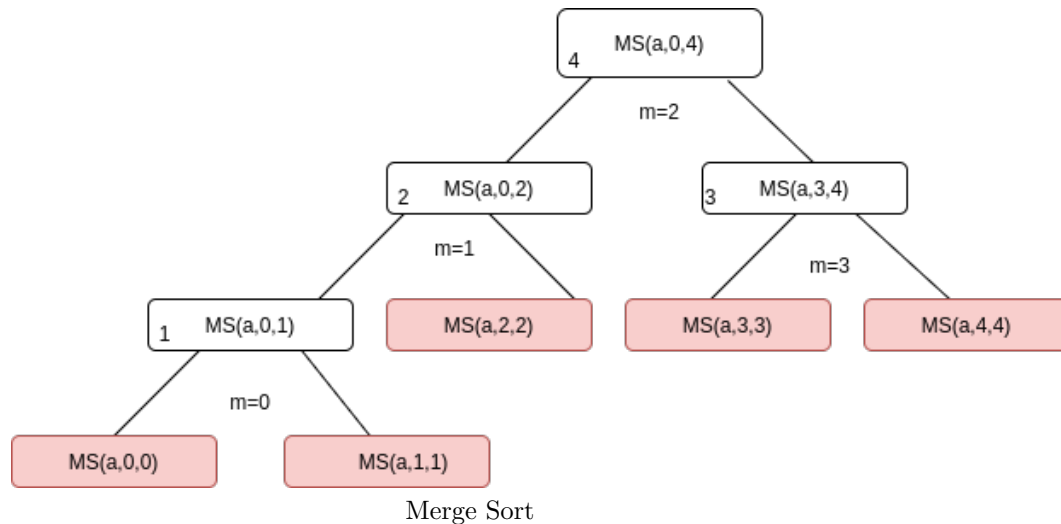 MS(a,0,4)
4
m=2
MS(a,0,2)
2
MS(a,3,4)
3
m=1
m=3
MS(a,0,1)
1
MS(a,2,2)
MS(a,3,3)
MS(a,4,4)
m=0
MS(a,0,0)
MS(a,1,1)
Merge Sort